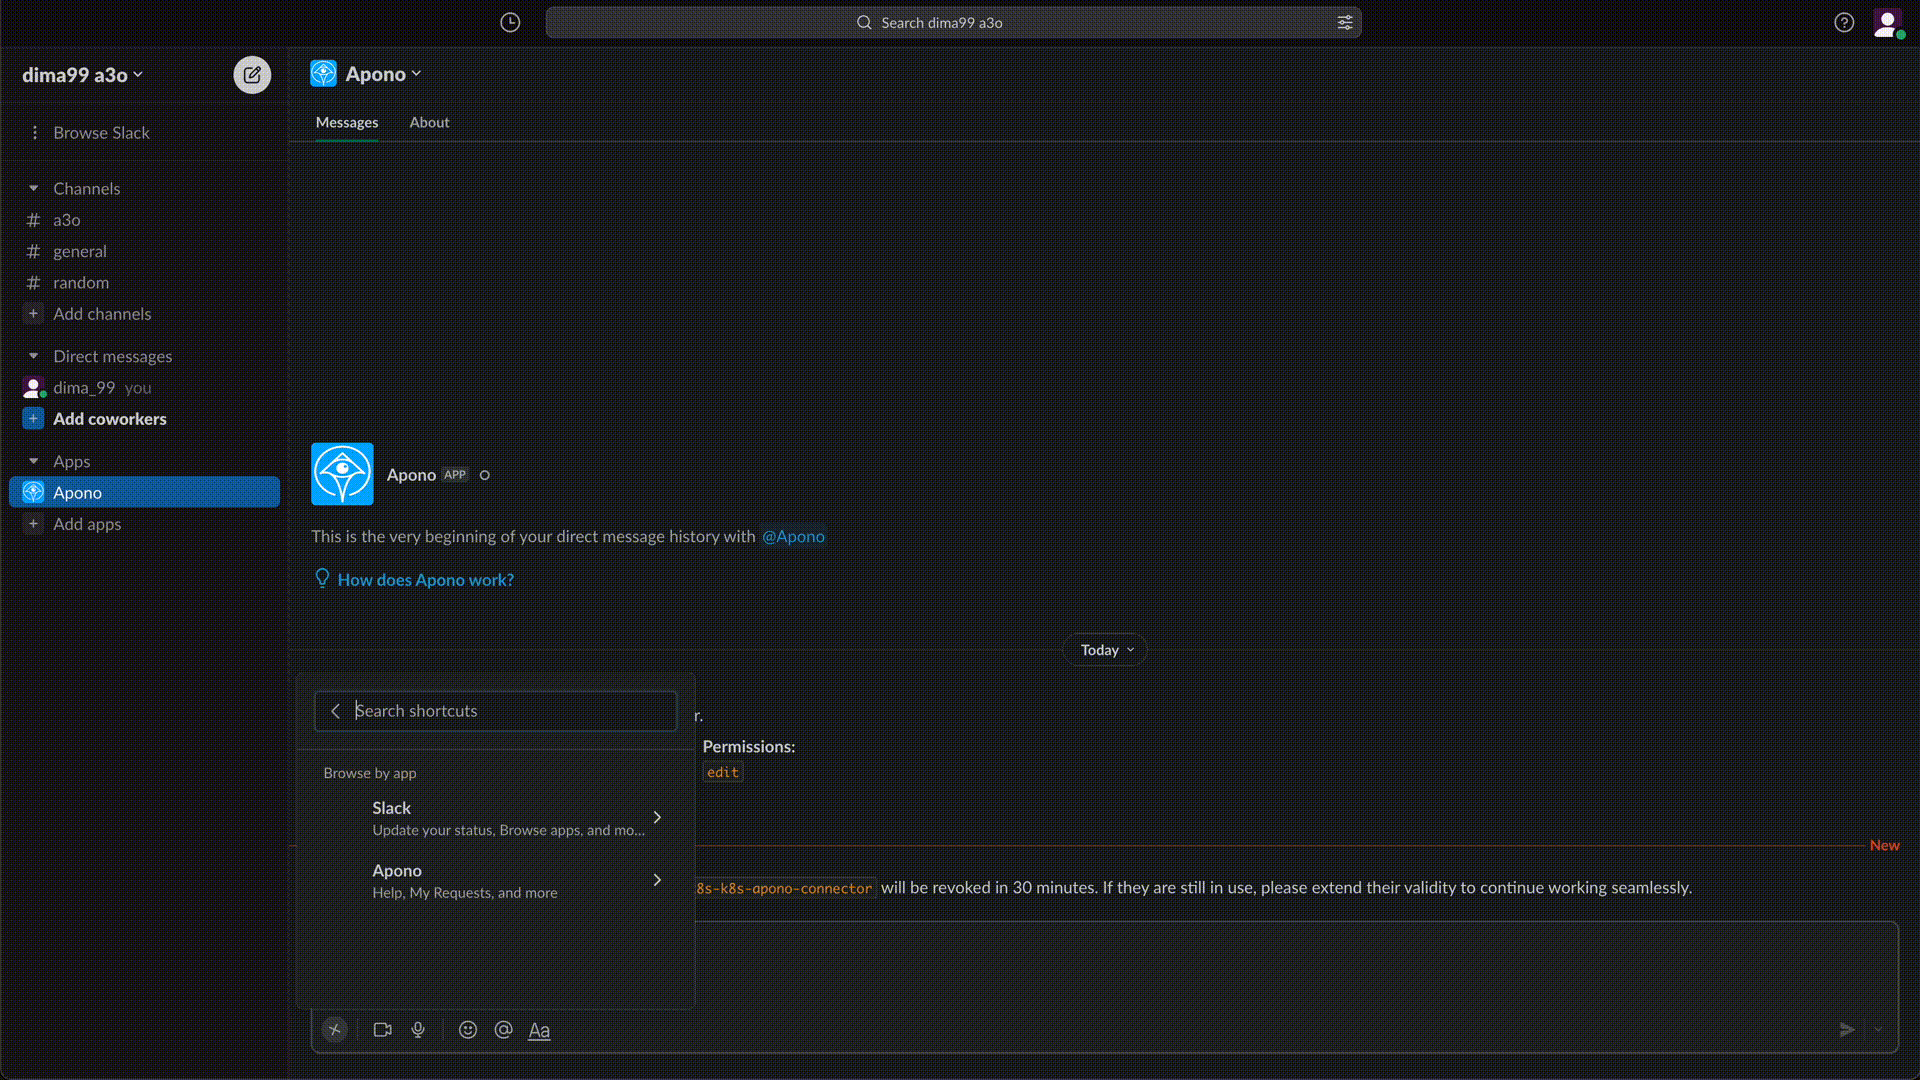 Search dima99 a3o
dima99 a3o
Browse Slack
Channels
a3o
general
random
Add channels
Direct messages
dima_99 you
Add coworkers
Apps
Apono
Add apps
Apono
Messages
About
Apono APP
This is the very beginning of your direct message history with @Apono
How does Apono work?
Today
Search shortcuts
Browse by app
Slack
Update your status, Browse apps, and mo...
Apono
Help, My Requests, and more
r.
Permissions:
edit
New
8s-k8s-apono-connector will be revoked in 30 minutes. If they are still in use, please extend their validity to continue working seamlessly.
Aa